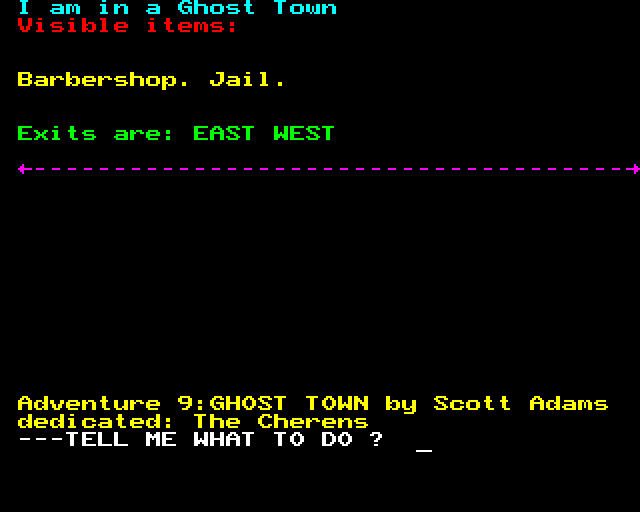 I am in a Ghost Town
Visible items:
Barbershop. Jail.
Exits are: EAST WEST
Adventure 9:GHOST TOWN by Scott Adams
dedicated: The Cherens
---TELL ME WHAT TO DO ? _